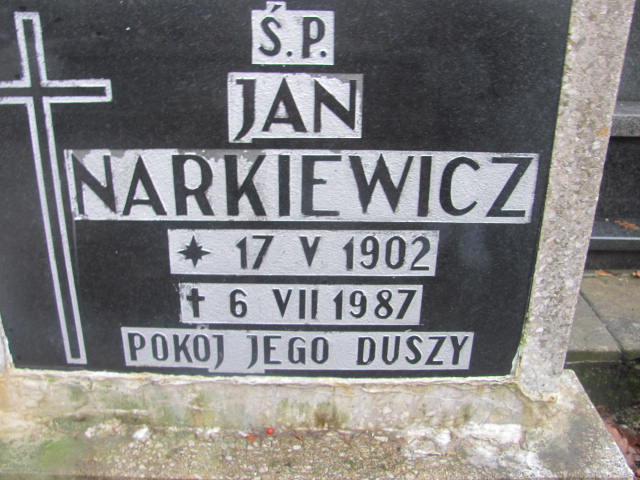 Ś.P.
JAN
NARKIEWICZ
✶ 17 V 1902
✝ 6 VII 1987
POKOJ JEGO DUSZY